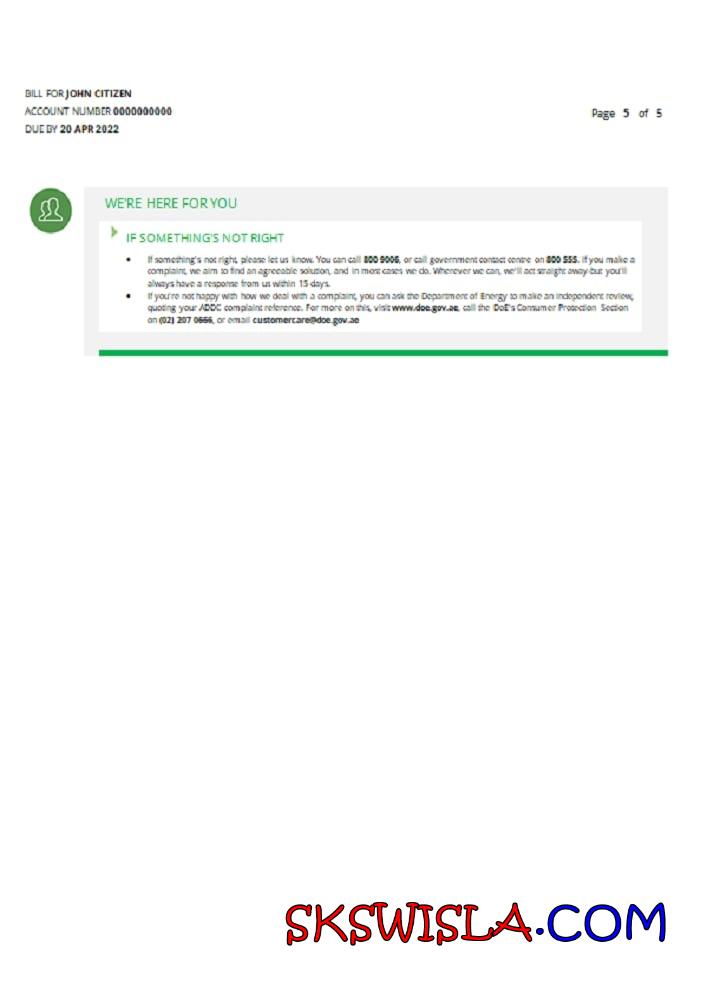 BILL FOR JOHN CITIZEN
ACCOUNT NUMBER 0000000000
DUE BY 20 APR 2022
Page 5 of 5
WE'RE HERE FOR YOU
IF SOMETHING'S NOT RIGHT
• If something's not right, please let us know. You can call 800 9006, or call government contact centre on 800 555. If you make a
complaint, we aim to find an agreeable solution, and in most cases we do. Wherever we can, we'll act straight away-but you'll
always have a response from us within 15 days.
• If you're not happy with how we deal with a complaint, you can ask the Department of Energy to make an independent review,
quoting your ADDC complaint reference. For more on this, visit www.doe.gov.ae, call the DoE's Consumer Protection Section
on (02) 207 0666, or email customercare@doe.gov.ae
SKSWISLA.COM